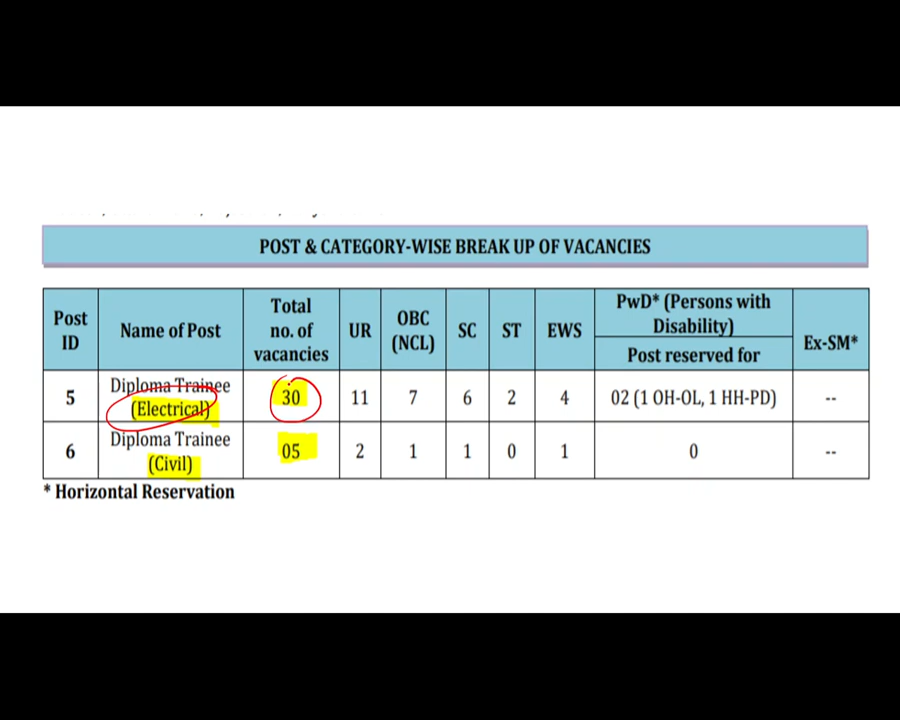 POST & CATEGORY-WISE BREAK UP OF VACANCIES
Post ID | Name of Post | Total no. of vacancies | UR | OBC (NCL) | SC | ST | EWS | PwD* (Persons with Disability) Post reserved for | Ex-SM*
5 | Diploma Trainee (Electrical) | 30 | 11 | 7 | 6 | 2 | 4 | 02 (1 OH-OL, 1 HH-PD) | --
6 | Diploma Trainee (Civil) | 05 | 2 | 1 | 1 | 0 | 1 | 0 | --
* Horizontal Reservation